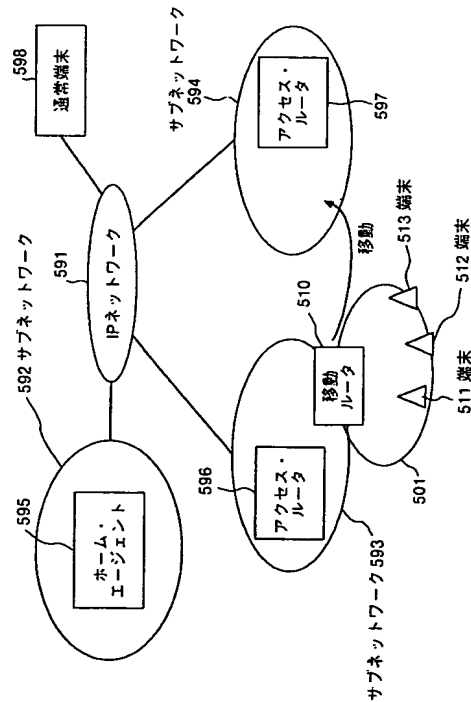 598
通常端末
サブネットワーク
594
アクセス・
ルータ
597
591
IPネットワーク
移動
513 端末
512 端末
511 端末
510
移動
ルータ
501
592 サブネットワーク
595
ホーム・
エージェント
596
アクセス・
ルータ
サブネットワーク 593